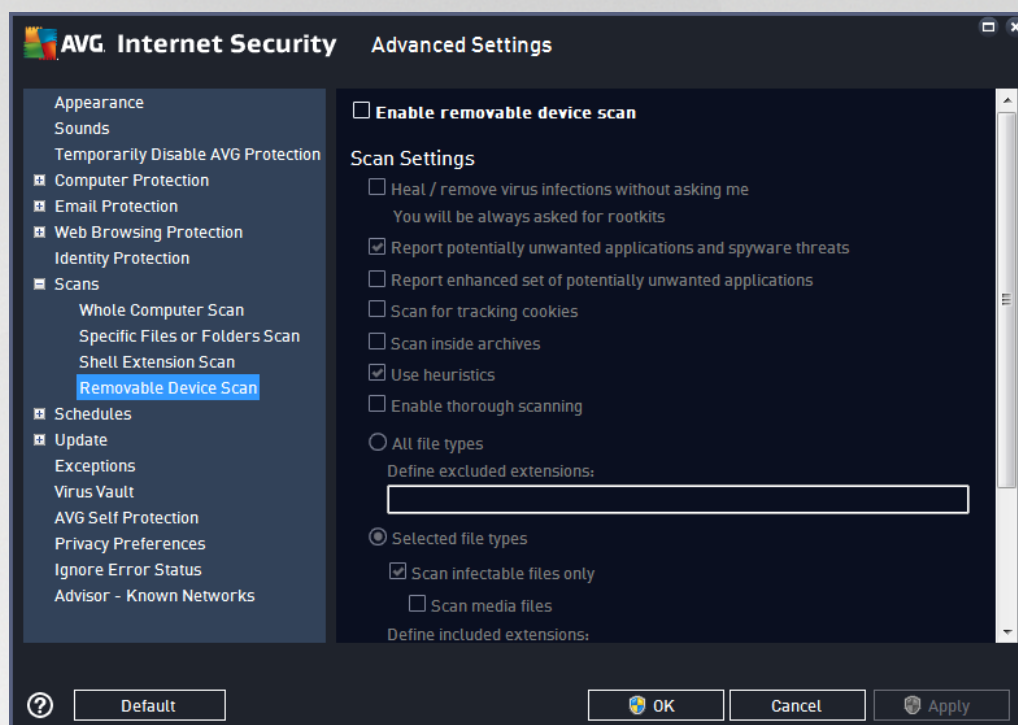 AVG. Internet Security Advanced Settings
Appearance
Sounds
Temporarily Disable AVG Protection
Computer Protection
Email Protection
Web Browsing Protection
Identity Protection
Scans
Whole Computer Scan
Specific Files or Folders Scan
Shell Extension Scan
Removable Device Scan
Schedules
Update
Exceptions
Virus Vault
AVG Self Protection
Privacy Preferences
Ignore Error Status
Advisor - Known Networks
Enable removable device scan
Scan Settings
Heal / remove virus infections without asking me
You will be always asked for rootkits
Report potentially unwanted applications and spyware threats
Report enhanced set of potentially unwanted applications
Scan for tracking cookies
Scan inside archives
Use heuristics
Enable thorough scanning
All file types
Define excluded extensions:
Selected file types
Scan infectable files only
Scan media files
Define included extensions:
? Default OK Cancel Apply